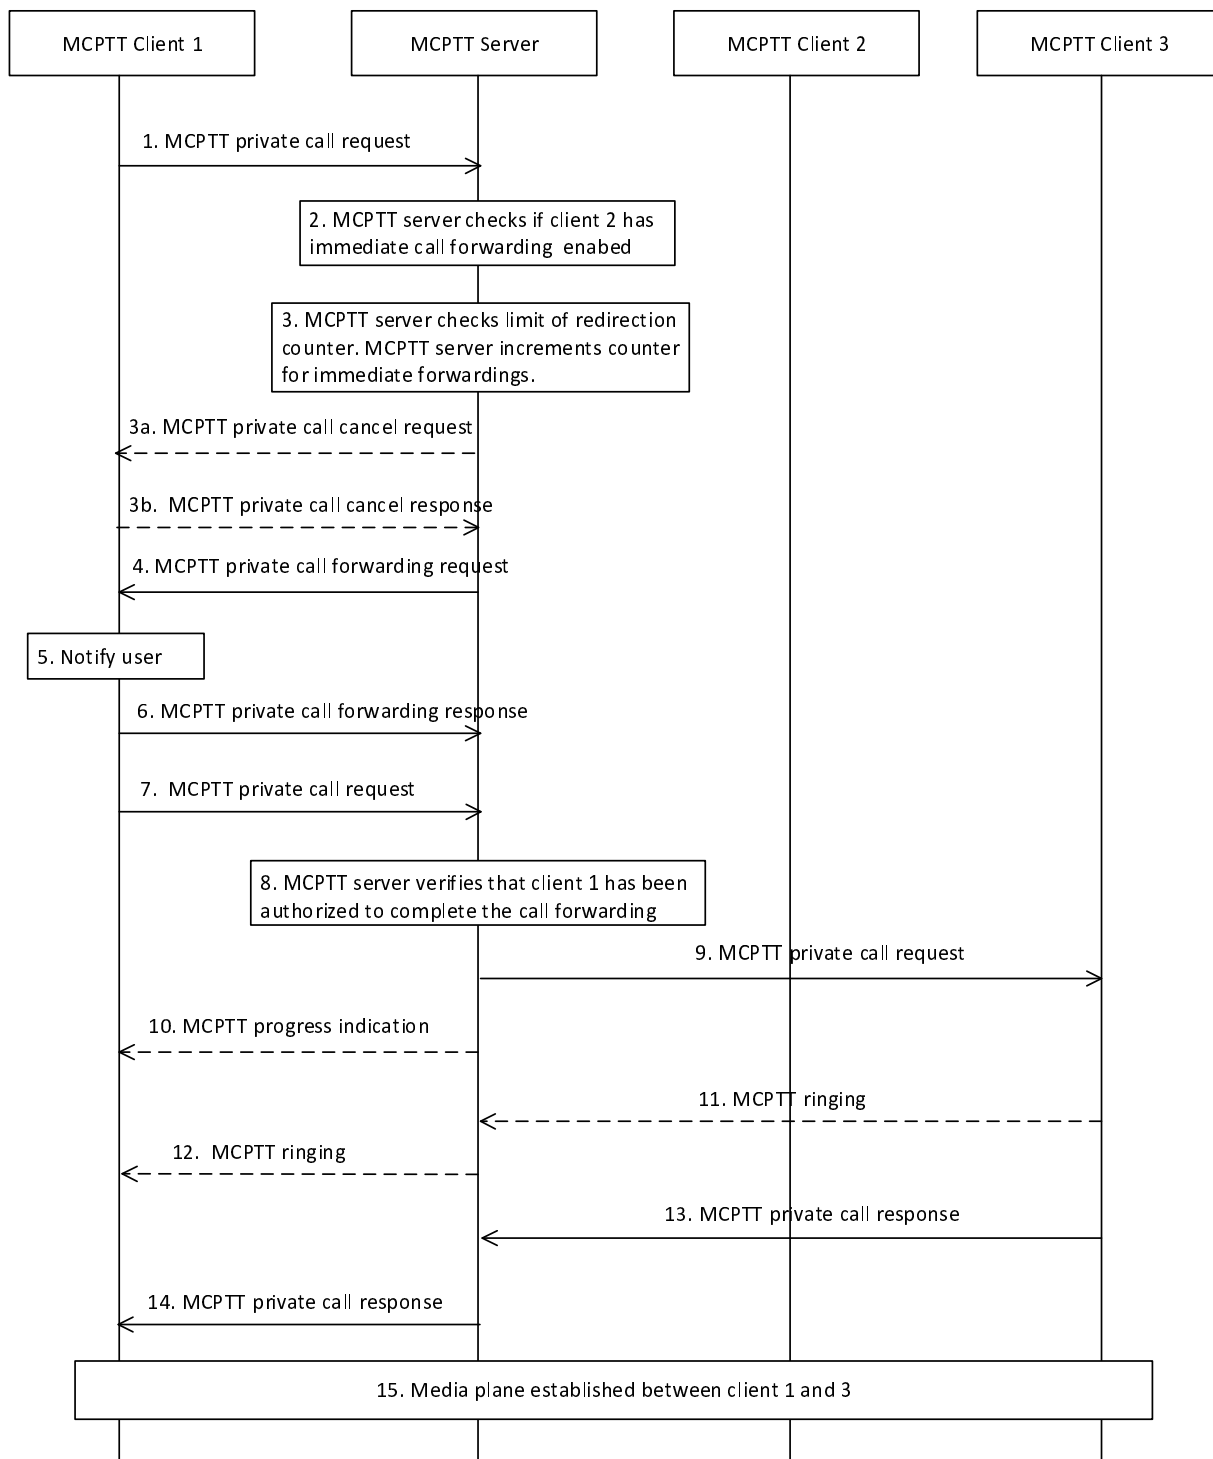 MCPTT Client 1
MCPTT Server
MCPTT Client 2
MCPTT Client 3
1. MCPTT private call request
2. MCPTT server checks if client 2 has
immediate call forwarding enabed
3. MCPTT server checks limit of redirection
counter. MCPTT server increments counter
for immediate forwardings.
3a. MCPTT private call cancel request
3b. MCPTT private call cancel response
4. MCPTT private call forwarding request
5. Notify user
6. MCPTT private call forwarding response
7. MCPTT private call request
8. MCPTT server verifies that client 1 has been
authorized to complete the call forwarding
9. MCPTT private call request
10. MCPTT progress indication
11. MCPTT ringing
12. MCPTT ringing
13. MCPTT private call response
14. MCPTT private call response
15. Media plane established between client 1 and 3